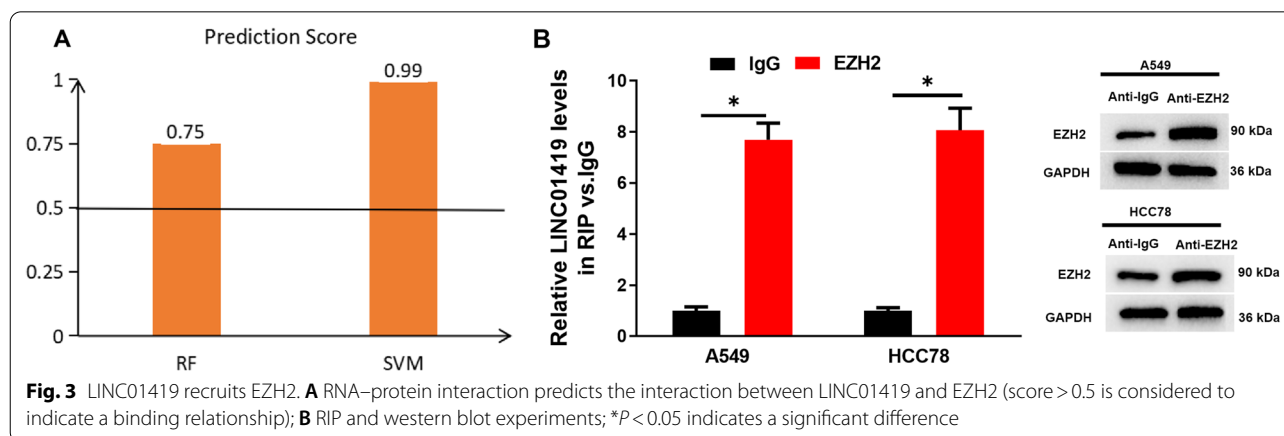 A
Prediction Score
1
0.75
0.5
0.25
0
0.75
0.99
RF
SVM
B
IgG
EZH2
Relative LINC01419 levels
in RIP vs.IgG
10
8
6
4
2
0
*
*
A549
HCC78
A549
Anti-IgG Anti-EZH2
EZH2
90 kDa
GAPDH
36 kDa
HCC78
Anti-IgG Anti-EZH2
EZH2
90 kDa
GAPDH
36 kDa
Fig. 3 LINC01419 recruits EZH2. A RNA–protein interaction predicts the interaction between LINC01419 and EZH2 (score > 0.5 is considered to
indicate a binding relationship); B RIP and western blot experiments; *P < 0.05 indicates a significant difference